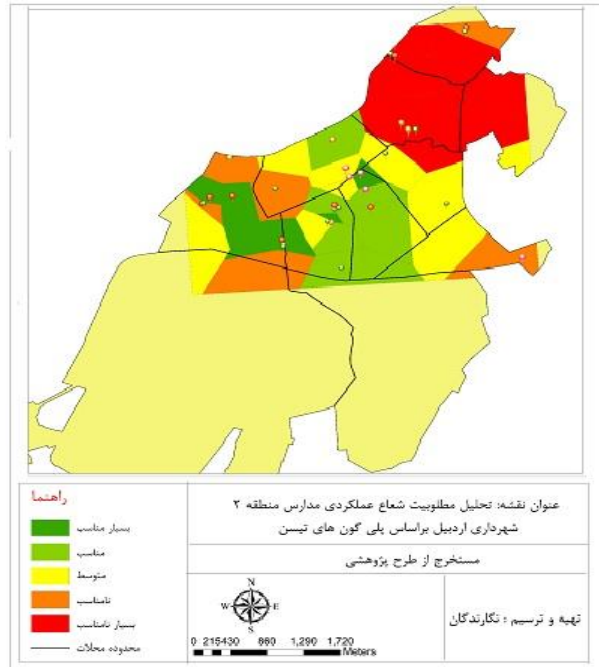 راهنما
بسیار مناسب
مناسب
متوسط
نامناسب
بسیار نامناسب
محدوده محلات
عنوان نقشه: تحلیل مطلوبیت شعاع عملکردی مدارس منطقه ۲
شهرداری اردبیل براساس پلی گون های تیسن
مستخرج از طرح پژوهشی
N
W
E
S
0 215430 860 1,290 1,720
Meters
تهیه و ترسیم : نگارندگان